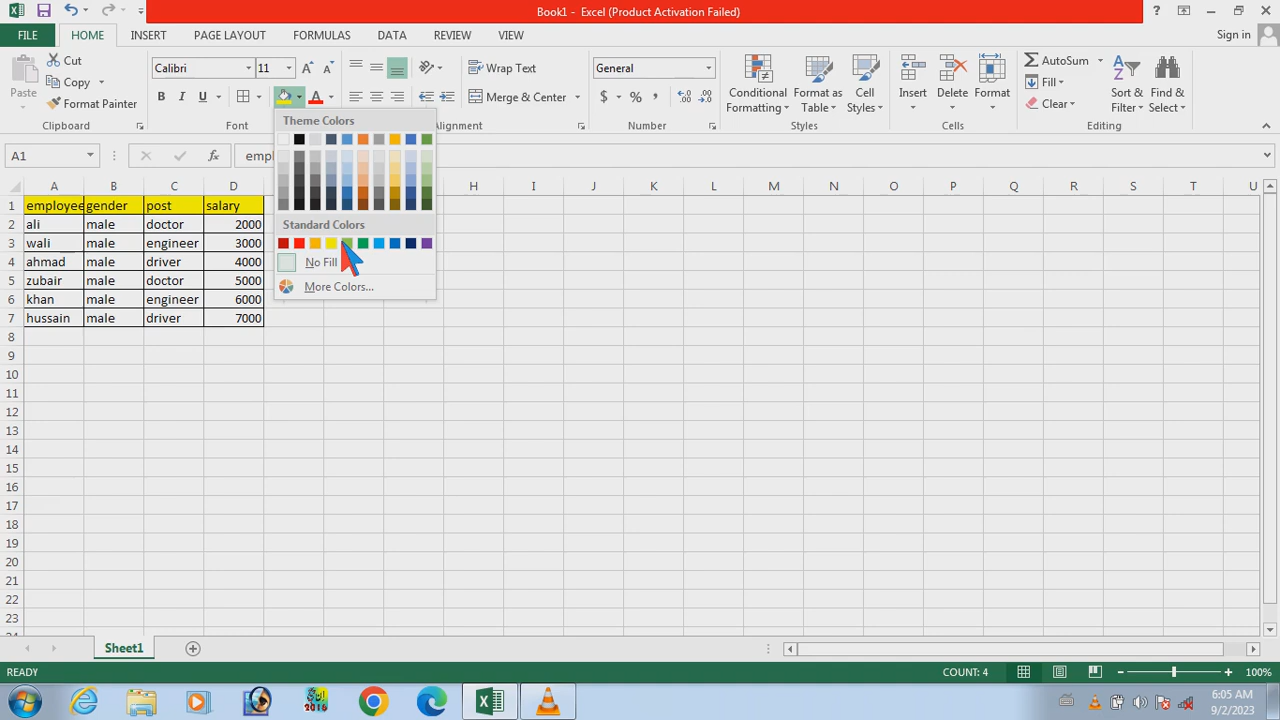 Book1 - Excel (Product Activation Failed)
FILE HOME INSERT PAGE LAYOUT FORMULAS DATA REVIEW VIEW Sign in
Paste
Cut
Copy
Format Painter
Clipboard
Calibri 11
B I U
Font
Wrap Text
Merge & Center
Alignment
General
$ % ,
Number
Conditional Formatting
Format as Table
Cell Styles
Styles
Insert
Delete
Format
Cells
AutoSum
Fill
Clear
Sort & Filter
Find & Select
Editing
Theme Colors
Standard Colors
No Fill
More Colors...
A1 fx empl
A B C D H I J K L M N O P Q R S T U
1 employee gender post salary
2 ali male doctor 2000
3 wali male engineer 3000
4 ahmad male driver 4000
5 zubair male doctor 5000
6 khan male engineer 6000
7 hussain male driver 7000
8
9
10
11
12
13
14
15
16
17
18
19
20
21
22
23
Sheet1
READY COUNT: 4 100%
6:05 AM
9/2/2023